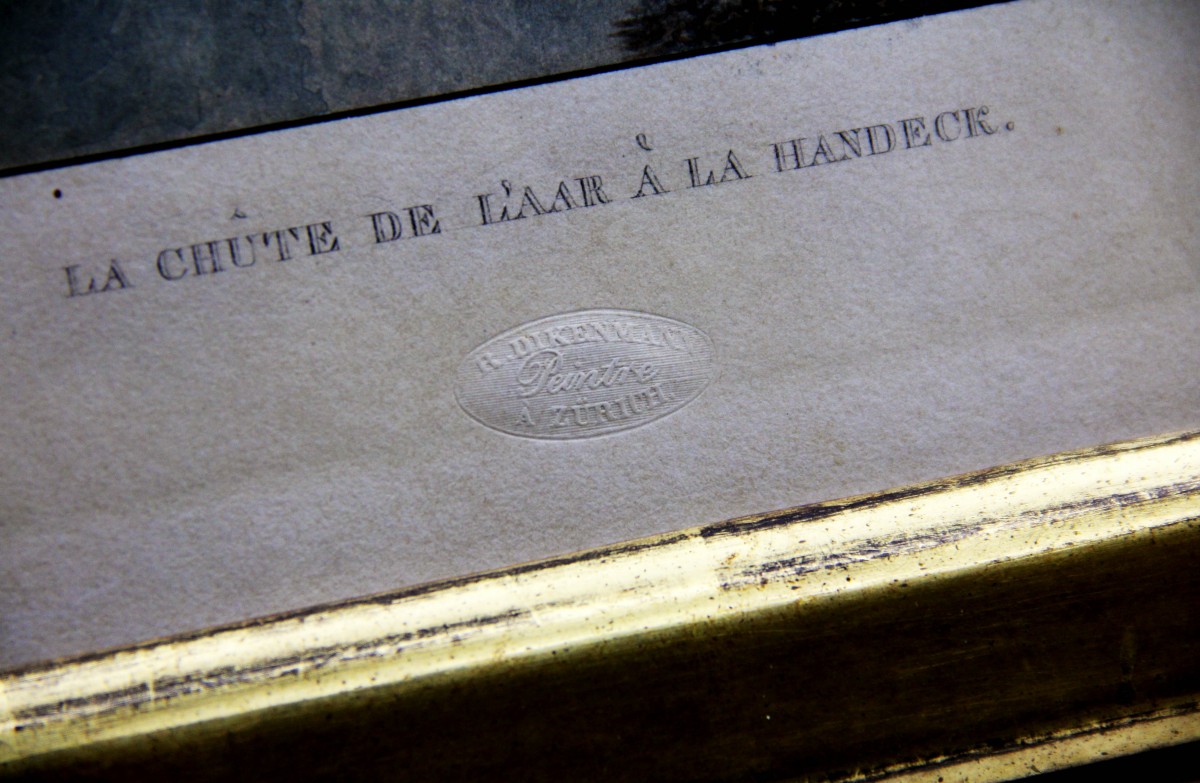 LA CHÛTE DE L'AAR À LA HANDECK.
R. DIKENMANN
Peintre
À ZÜRICH.